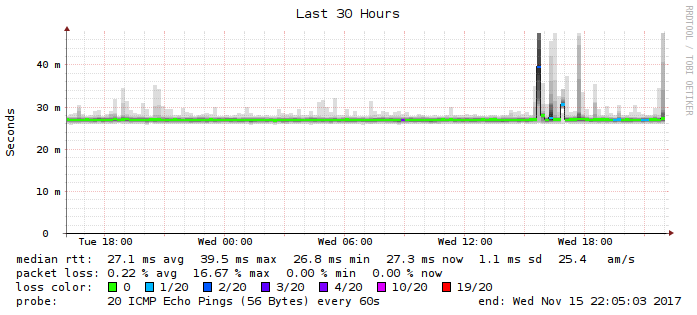 Last 30 Hours
RRDTOOL / TOBI OETIKER
Seconds
40 m
30 m
20 m
10 m
0
Tue 18:00 Wed 00:00 Wed 06:00 Wed 12:00 Wed 18:00
median rtt: 27.1 ms avg 39.5 ms max 26.8 ms min 27.3 ms now 1.1 ms sd 25.4 am/s
packet loss: 0.22 % avg 16.67 % max 0.00 % min 0.00 % now
loss color: 0 1/20 2/20 3/20 4/20 10/20 19/20
probe: 20 ICMP Echo Pings (56 Bytes) every 60s end: Wed Nov 15 22:05:03 2017